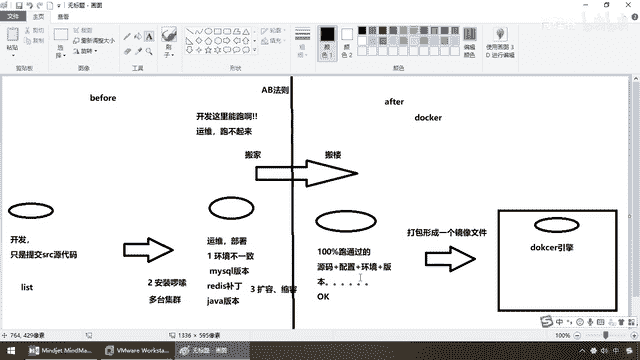 无标题 - 画图
文件
主页
查看
粘贴
剪切
复制
剪贴板
选择
裁剪
重新调整大小
旋转
图像
工具
刷子
轮廓
填充
形状
粗细
颜色 1
颜色 2
编辑颜色
使用画图 3D 进行编辑
颜色
before
AB法则
after
docker
开发这里能跑啊!!
运维，跑不起来
搬家
搬楼
开发，
只是提交src源代码
list
2 安装啰嗦
多台集群
运维，部署
1 环境不一致
mysql版本
redis补丁
java版本
3 扩容、缩容
100%跑通过的
源码+配置+环境+版
本。。。。。。
OK
打包形成一个镜像文件
dokcer引擎
764, 429像素
1336 × 595像素
100%
Mindjet MindMa...
VMware Worksta...
无标题 - 画图